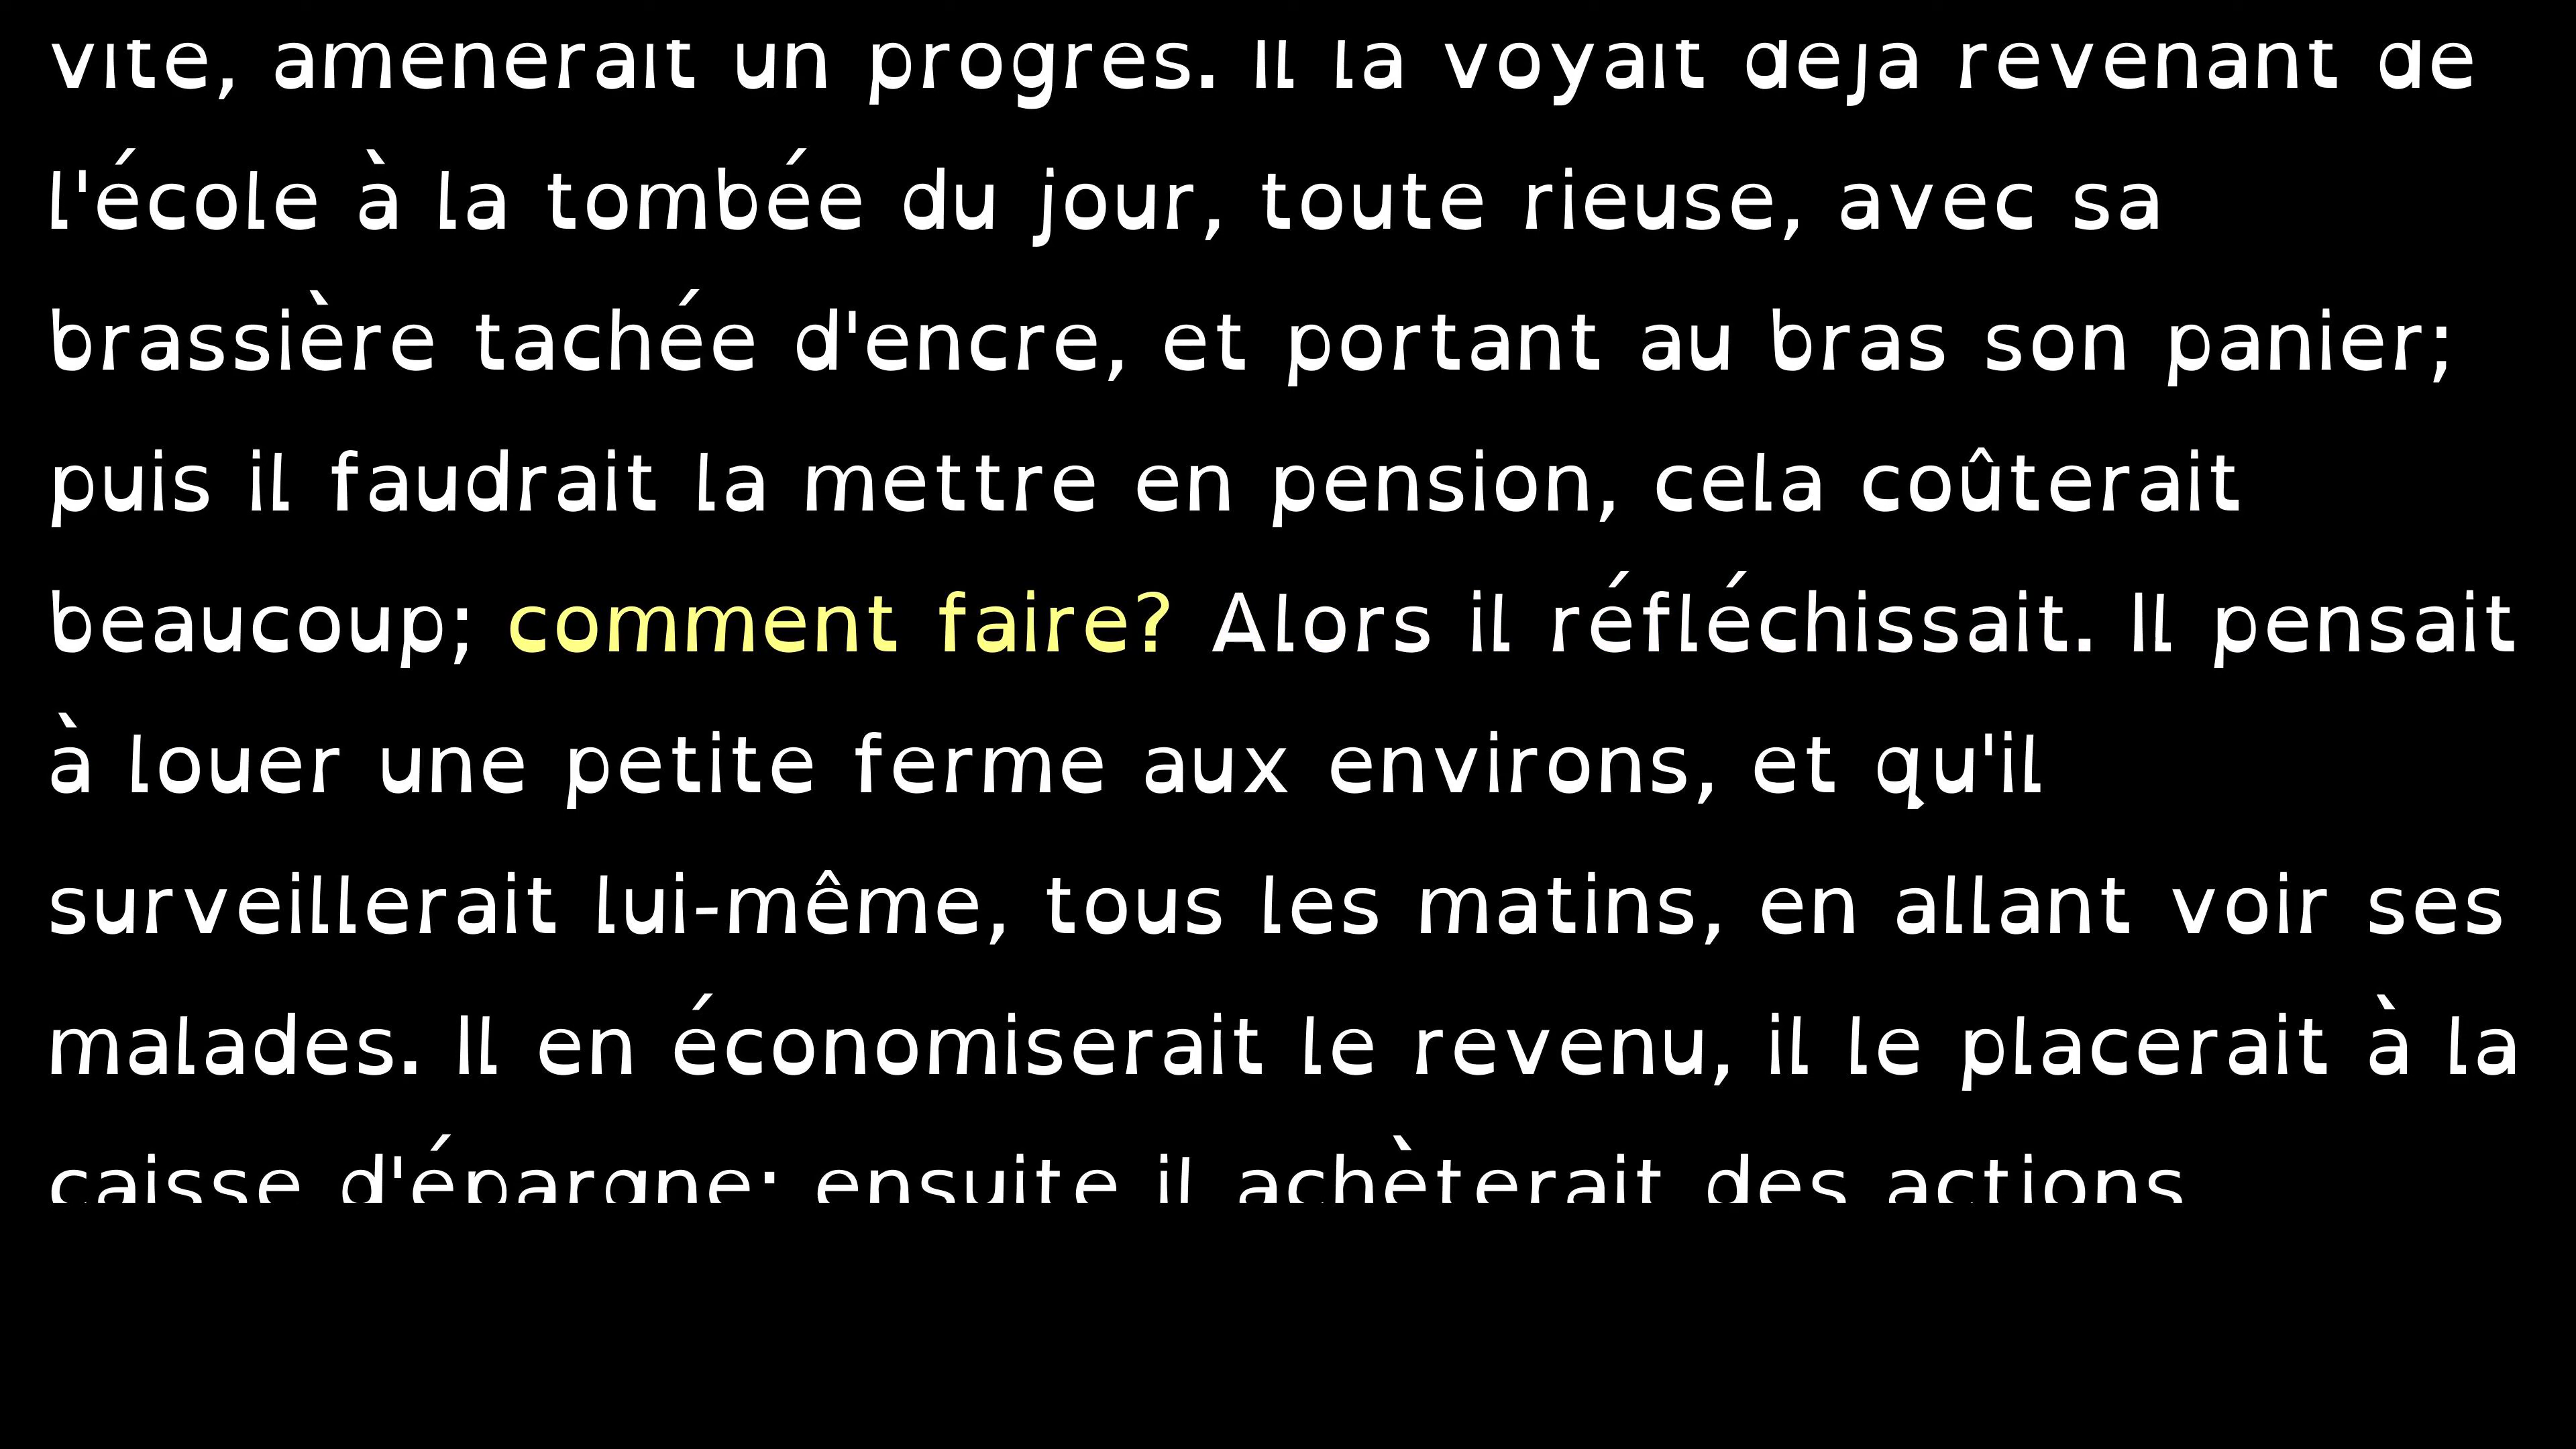 vite, amènerait un progrès. Il la voyait déjà revenant de
l'école à la tombée du jour, toute rieuse, avec sa
brassière tachée d'encre, et portant au bras son panier;
puis il faudrait la mettre en pension, cela coûterait
beaucoup; comment faire? Alors il réfléchissait. Il pensait
à louer une petite ferme aux environs, et qu'il
surveillerait lui-même, tous les matins, en allant voir ses
malades. Il en économiserait le revenu, il le placerait à la
caisse d'épargne; ensuite il achèterait des actions